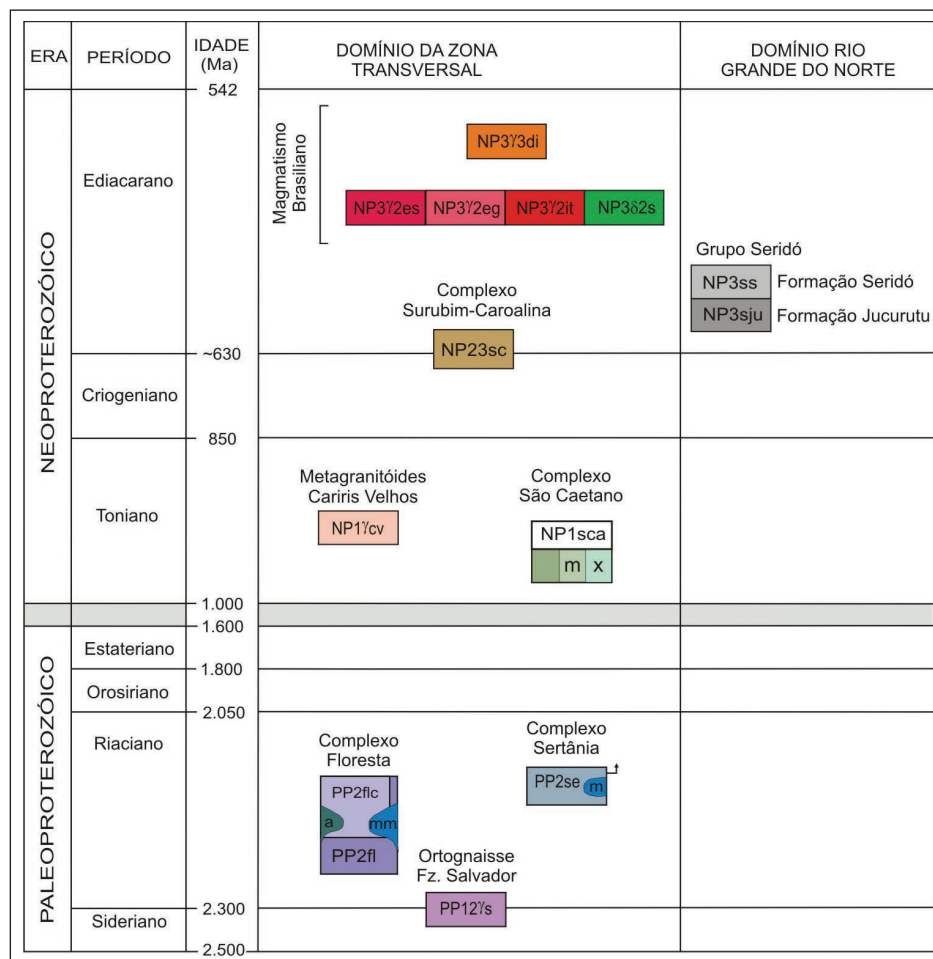 ERA
PERÍODO
IDADE
(Ma)
DOMÍNIO DA ZONA
TRANSVERSAL
DOMÍNIO RIO
GRANDE DO NORTE
542
NEOPROTEROZÓICO
Ediacarano
Magmatismo
Brasiliano
NP3γ3di
NP3γ2es
NP3γ2eg
NP3γ2it
NP3δ2s
Grupo Seridó
NP3ss
Formação Seridó
NP3sju
Formação Jucurutu
Complexo
Surubim-Caroalina
NP23sc
~630
Criogeniano
850
Toniano
Metagranitóides
Cariris Velhos
NP1γcv
Complexo
São Caetano
NP1sca
m
x
1.000
1.600
PALEOPROTEROZÓICO
Estateriano
1.800
Orosiriano
2.050
Riaciano
Complexo
Floresta
PP2flc
a
mm
PP2fl
Complexo
Sertânia
PP2se
m
Ortognaisse
Fz. Salvador
PP12γs
2.300
Sideriano
2.500